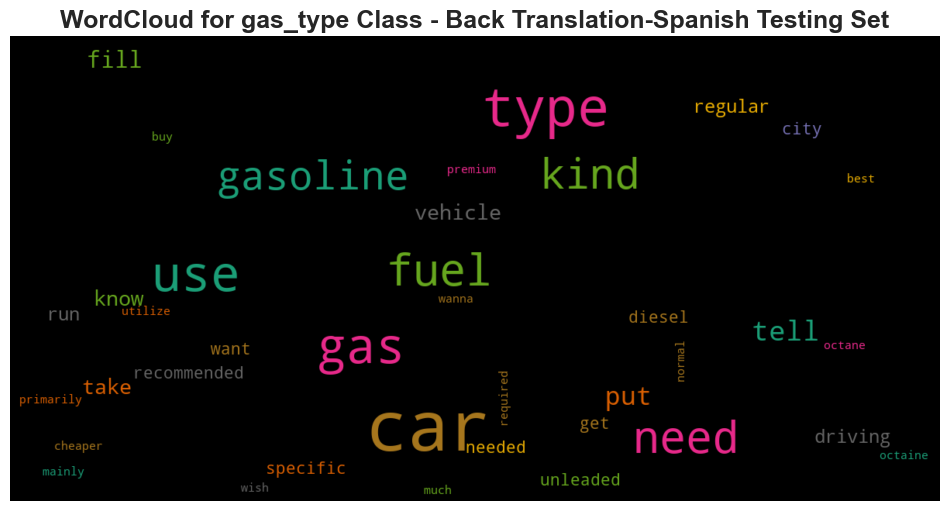 WordCloud for gas_type Class - Back Translation-Spanish Testing Set
fill
type
regular
city
buy
gasoline
premium
kind
best
vehicle
use
fuel
know
wanna
run
utilize
diesel
tell
octane
want
gas
normal
recommended
take
primarily
required
put
car
get
need
driving
cheaper
needed
octaine
mainly
specific
unleaded
wish
much